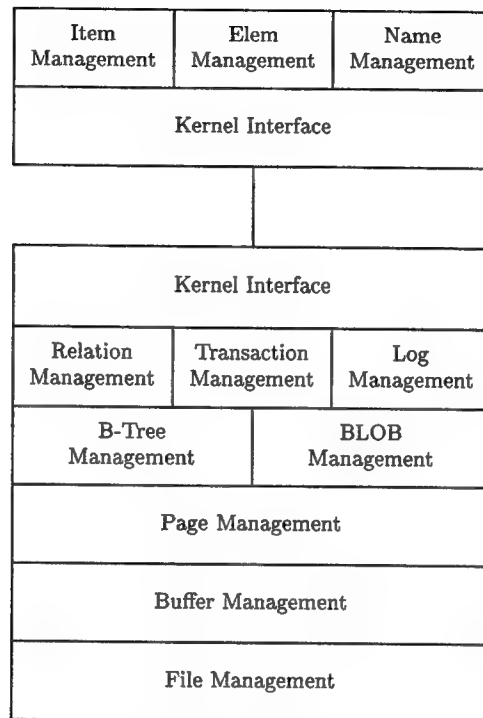 Item
Management
Elem
Management
Name
Management
Kernel Interface
Kernel Interface
Relation
Management
Transaction
Management
Log
Management
B-Tree
Management
BLOB
Management
Page Management
Buffer Management
File Management